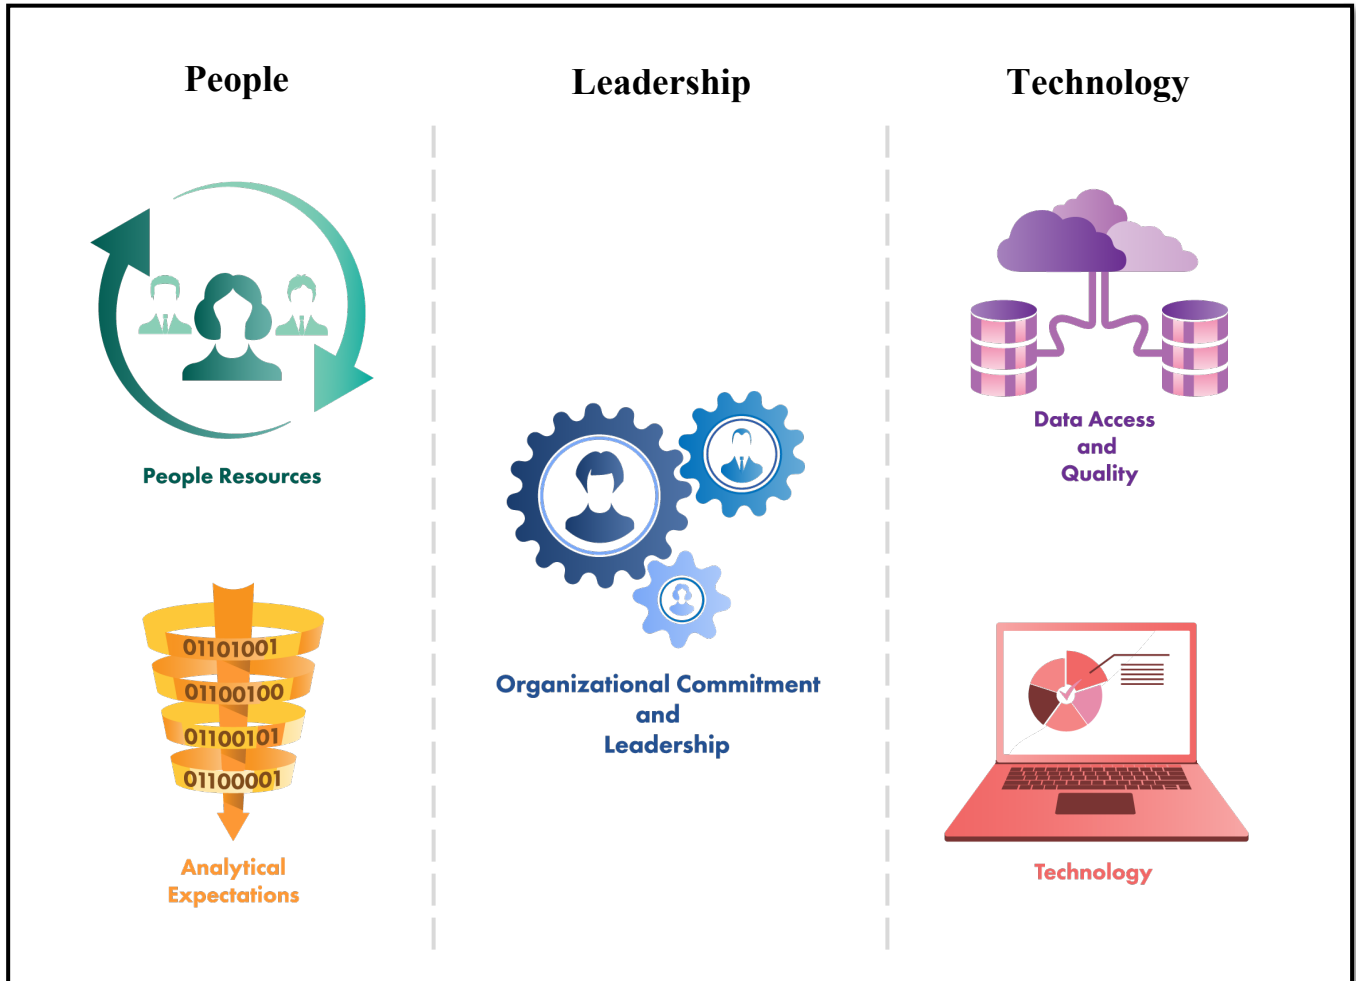 People
Leadership
Technology
People Resources
01101001
01100100
01100101
01100001
Analytical
Expectations
Organizational Commitment
and
Leadership
Data Access
and
Quality
Technology